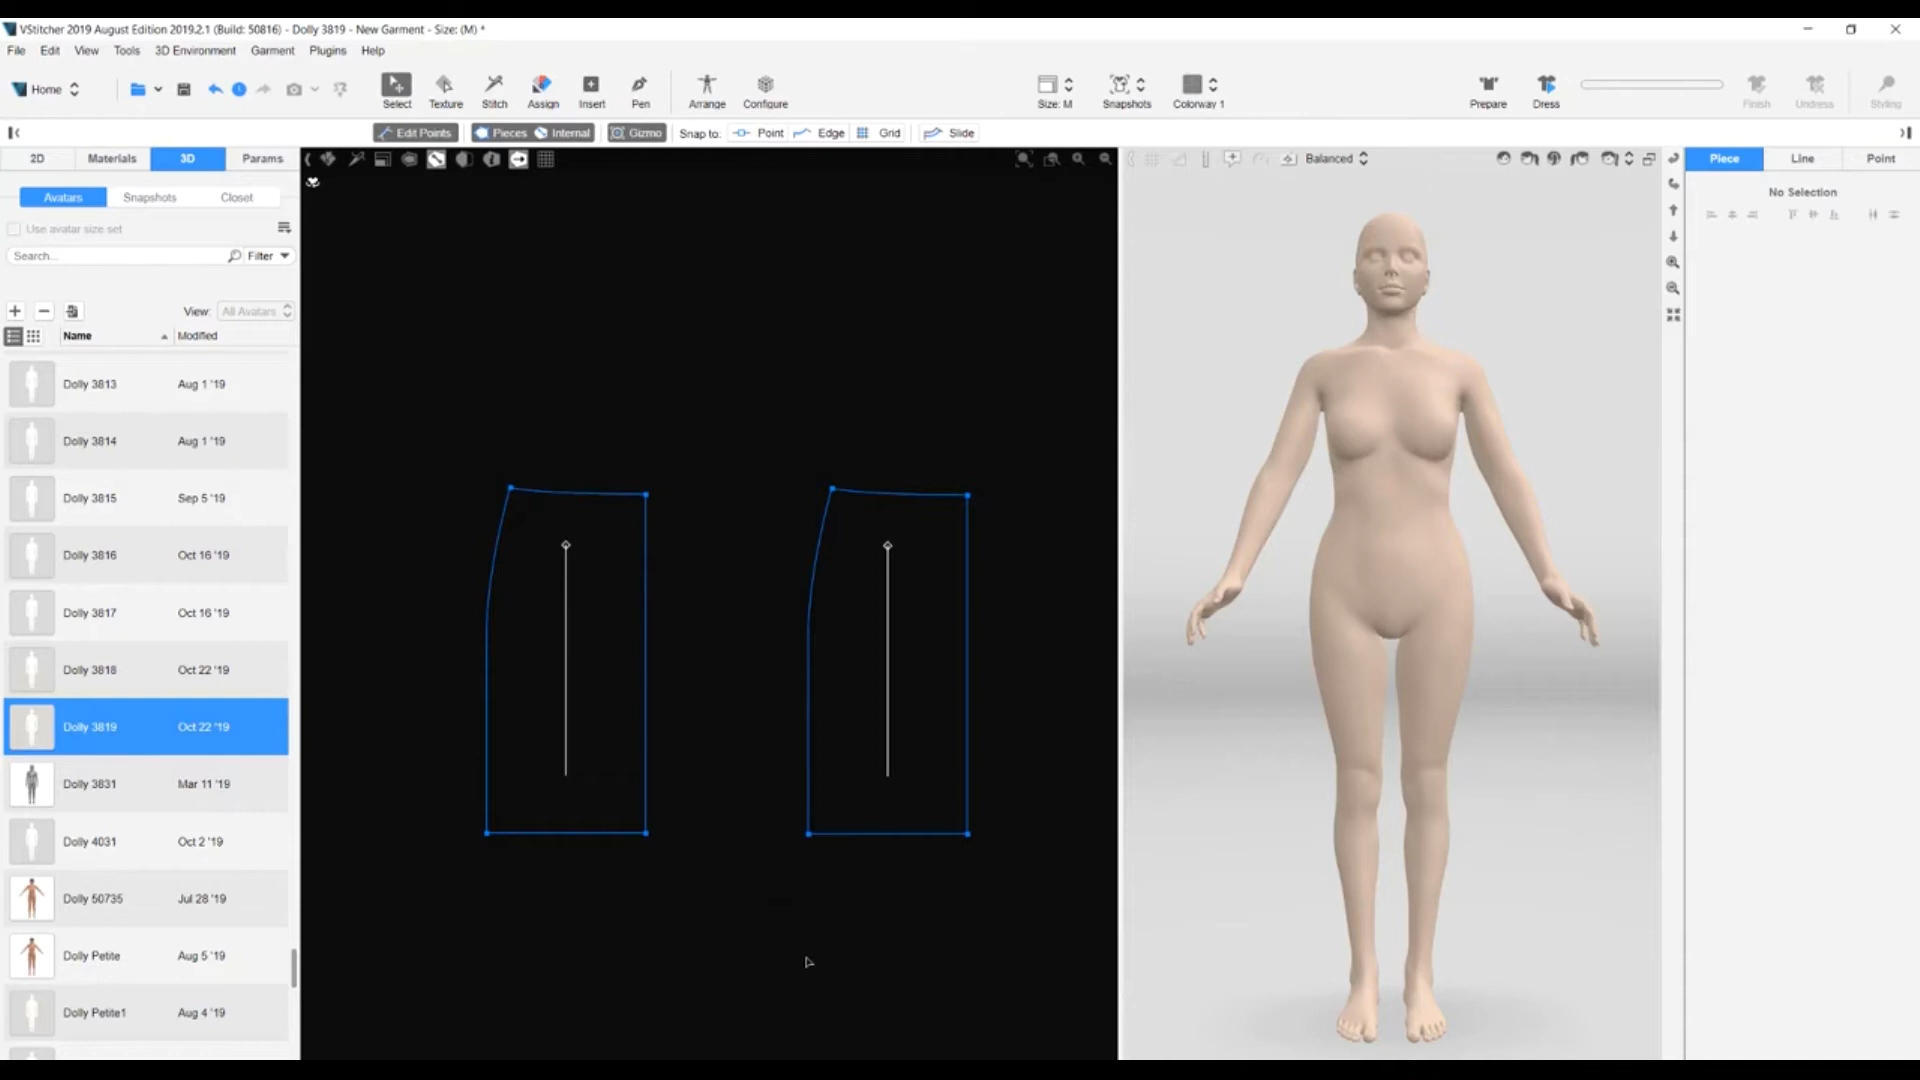 VStitcher 2019 August Edition 2019.2.1 (Build: 50816) - Dolly 3819 - New Garment - Size: (M) *
File Edit View Tools 3D Environment Garment Plugins Help
Home
Select Texture Stitch Assign Insert Pen Arrange Configure Size: M Snapshots Colorway 1 Prepare Dress Finish Undress Styling
Edit Points Pieces Internal Gizmo Snap to: Point Edge Grid Slide
2D Materials 3D Params
Balanced
Piece Line Point
Avatars Snapshots Closet
No Selection
Use avatar size set
Search... Filter
View: All Avatars
Name Modified
Dolly 3813 Aug 1 '19
Dolly 3814 Aug 1 '19
Dolly 3815 Sep 5 '19
Dolly 3816 Oct 16 '19
Dolly 3817 Oct 16 '19
Dolly 3818 Oct 22 '19
Dolly 3819 Oct 22 '19
Dolly 3831 Mar 11 '19
Dolly 4031 Oct 2 '19
Dolly 50735 Jul 28 '19
Dolly Petite Aug 5 '19
Dolly Petite1 Aug 4 '19